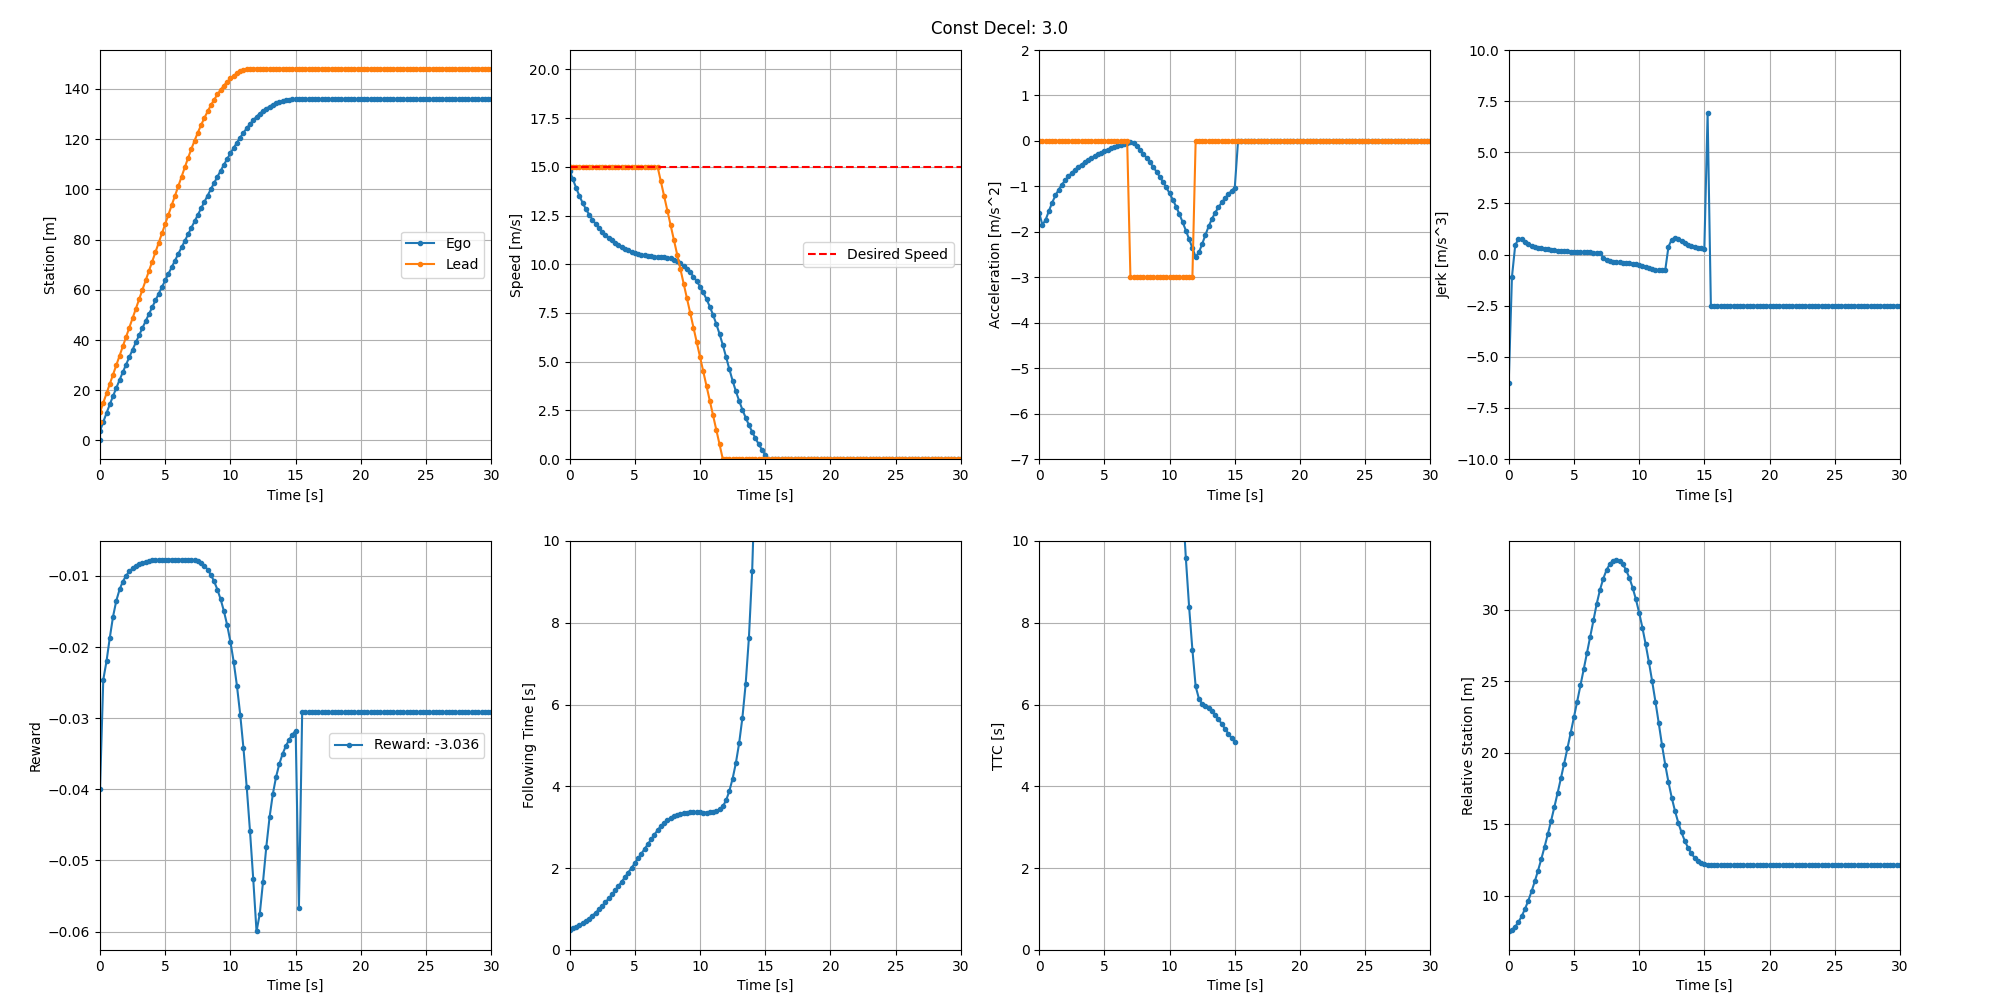 Const Decel: 3.0
Station [m]
140
120
100
80
60
40
20
0
0 5 10 15 20 25 30
Time [s]
Ego
Lead
Speed [m/s]
20.0
17.5
15.0
12.5
10.0
7.5
5.0
2.5
0.0
0 5 10 15 20 25 30
Time [s]
Desired Speed
Acceleration [m/s^2]
2
1
0
−1
−2
−3
−4
−5
−6
−7
0 5 10 15 20 25 30
Time [s]
Jerk [m/s^3]
10.0
7.5
5.0
2.5
0.0
−2.5
−5.0
−7.5
−10.0
0 5 10 15 20 25 30
Time [s]
Reward
−0.01
−0.02
−0.03
−0.04
−0.05
−0.06
0 5 10 15 20 25 30
Time [s]
Reward: -3.036
Following Time [s]
10
8
6
4
2
0
0 5 10 15 20 25 30
Time [s]
TTC [s]
10
8
6
4
2
0
0 5 10 15 20 25 30
Time [s]
Relative Station [m]
30
25
20
15
10
0 5 10 15 20 25 30
Time [s]